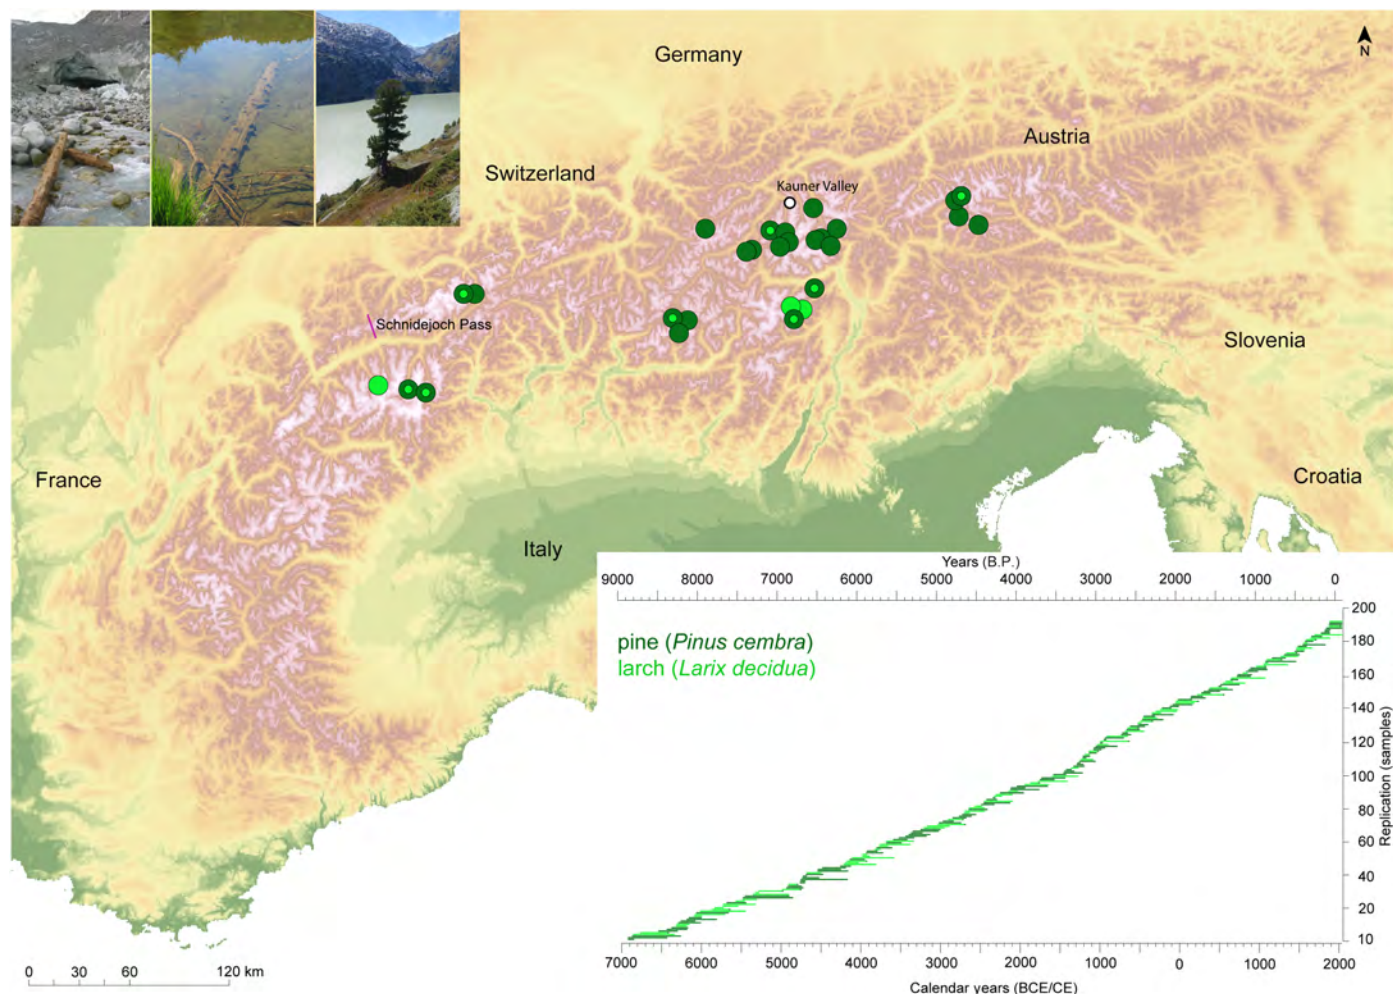 N
Germany
Austria
Switzerland
Kauner Valley
Schnidejoch Pass
Slovenia
France
Croatia
Italy
Years (B.P.)
9000 8000 7000 6000 5000 4000 3000 2000 1000 0
pine (Pinus cembra)
larch (Larix decidua)
200
180
160
140
120
100
80
60
40
20
10
Replication (samples)
7000 6000 5000 4000 3000 2000 1000 0 1000 2000
Calendar years (BCE/CE)
0 30 60 120 km